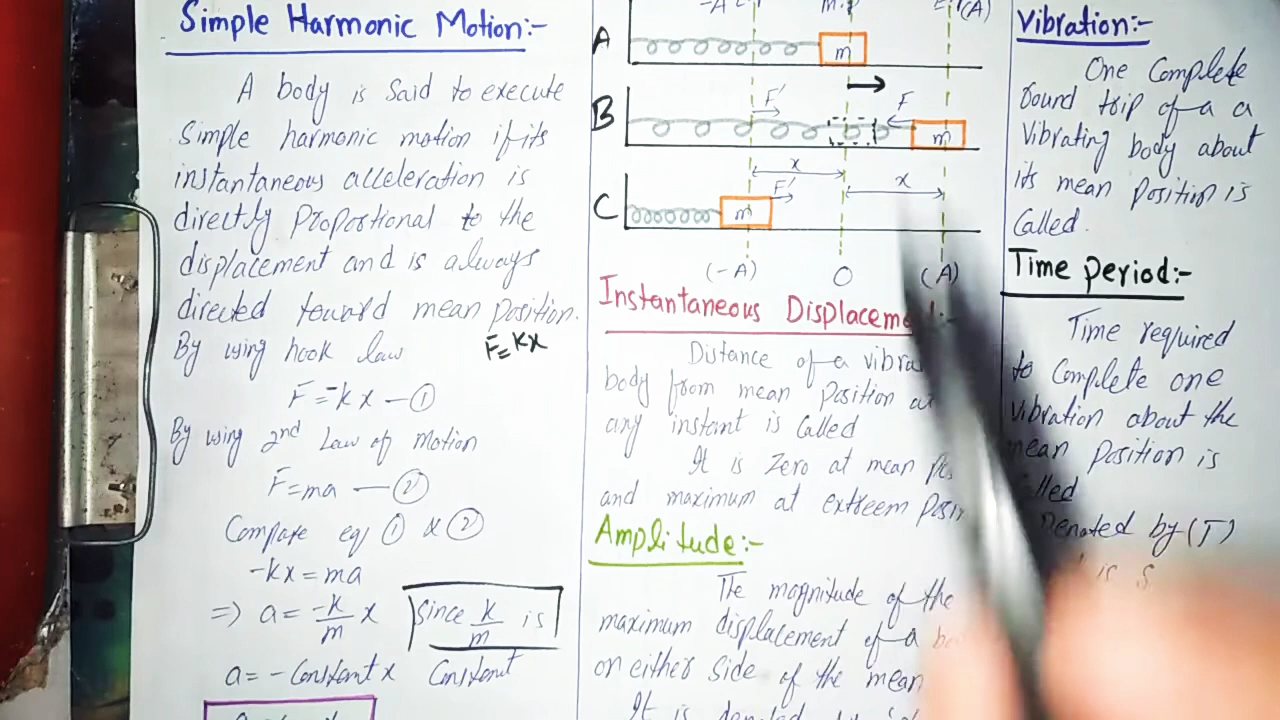 Simple Harmonic Motion:-
A body is said to execute
simple harmonic motion if its
instantaneous acceleration is
directly proportional to the
displacement and is always
directed toward mean position.
By using hook law F=kx
F=-kx —①
By using 2nd Law of motion
F=ma —②
Compare eq ① & ②
-kx=ma
=> a=-k/m x
Since k/m is
Constant
a=-Constant x
-A
A
m
B
F'
F
m
x
x
C
m
F'
(-A)
O
(A)
Instantaneous Displacem
Distance of a vibra
body from mean position
any instant is called
It is zero at mean
and maximum at extreem posi
Amplitude:-
The magnitude of the
maximum displacement of a
on either side of the mean
It is
Vibration:-
One Complete
round trip of a a
vibrating body about
its mean position is
Called.
Time period:-
Time required
to complete one
vibration about the
mean position is
Called
Denoted by (T)